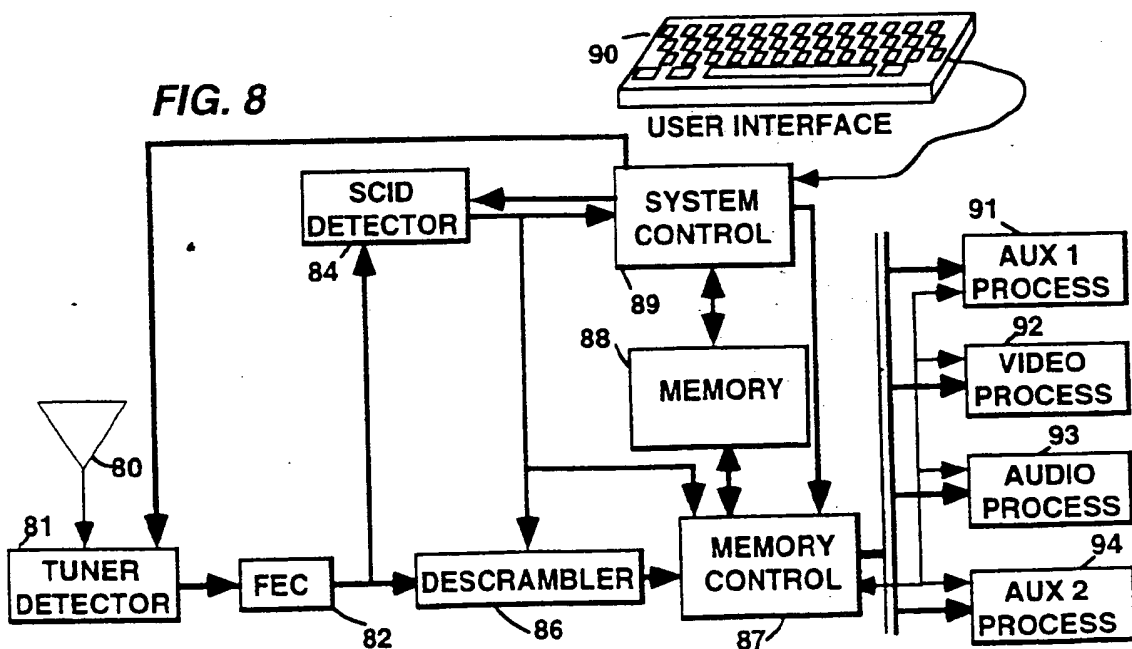 90
FIG. 8
USER INTERFACE
SCID
DETECTOR
84
SYSTEM
CONTROL
89
91
AUX 1
PROCESS
88
MEMORY
92
VIDEO
PROCESS
80
93
AUDIO
PROCESS
81
TUNER
DETECTOR
FEC
82
DESCRAMBLER
86
MEMORY
CONTROL
87
94
AUX 2
PROCESS